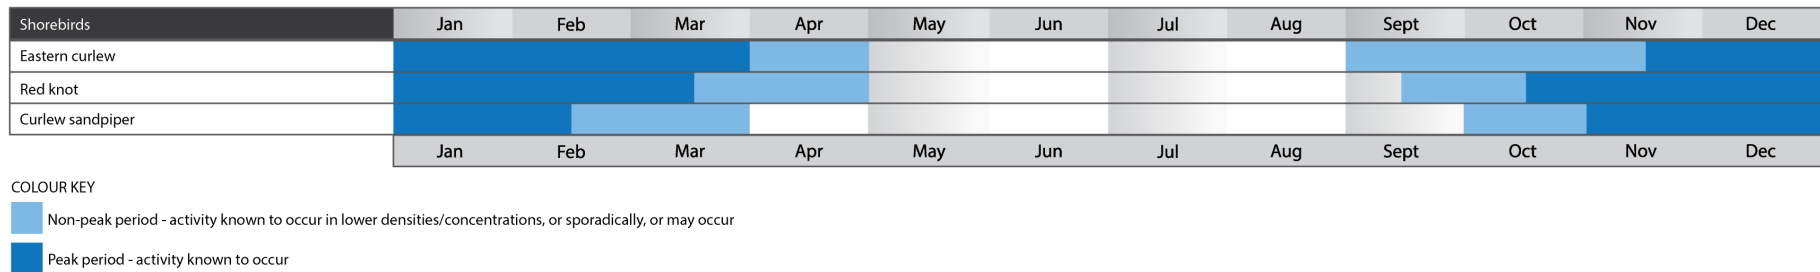 Shorebirds Jan Feb Mar Apr May Jun Jul Aug Sept Oct Nov Dec
Eastern curlew
Red knot
Curlew sandpiper
Jan Feb Mar Apr May Jun Jul Aug Sept Oct Nov Dec
COLOUR KEY
Non-peak period - activity known to occur in lower densities/concentrations, or sporadically, or may occur
Peak period - activity known to occur